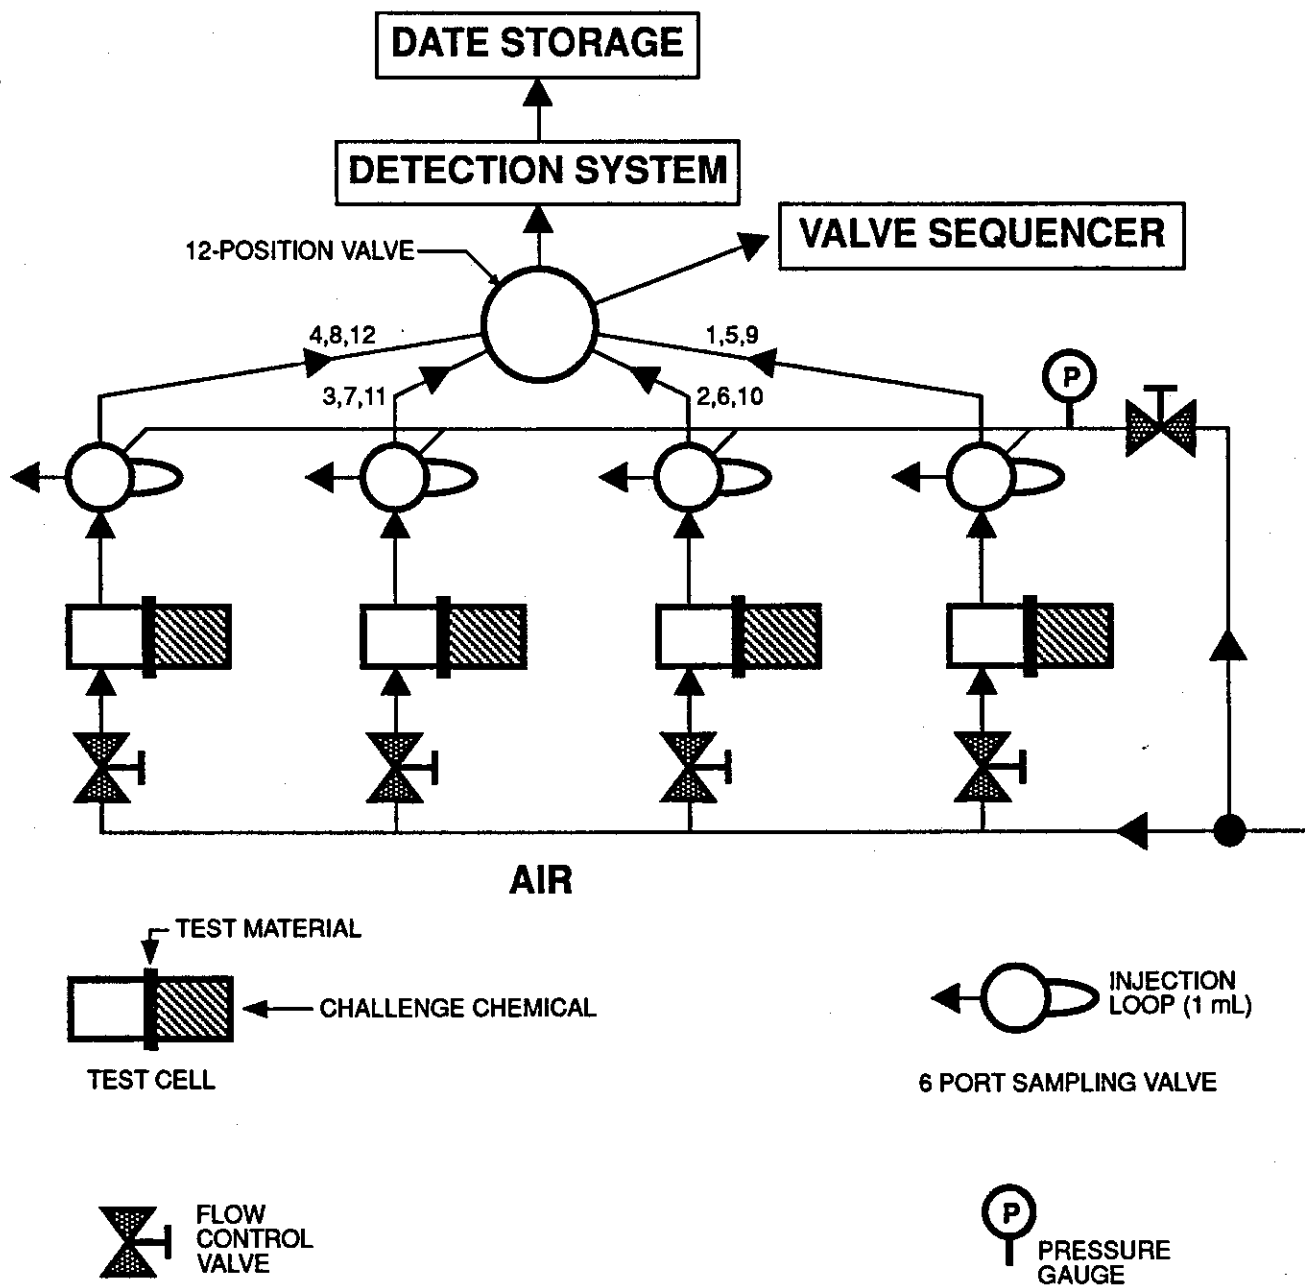 DATE STORAGE
DETECTION SYSTEM
VALVE SEQUENCER
12-POSITION VALVE
4,8,12
1,5,9
3,7,11
2,6,10
P
AIR
TEST MATERIAL
CHALLENGE CHEMICAL
TEST CELL
INJECTION
LOOP (1 mL)
6 PORT SAMPLING VALVE
FLOW
CONTROL
VALVE
P
PRESSURE
GAUGE